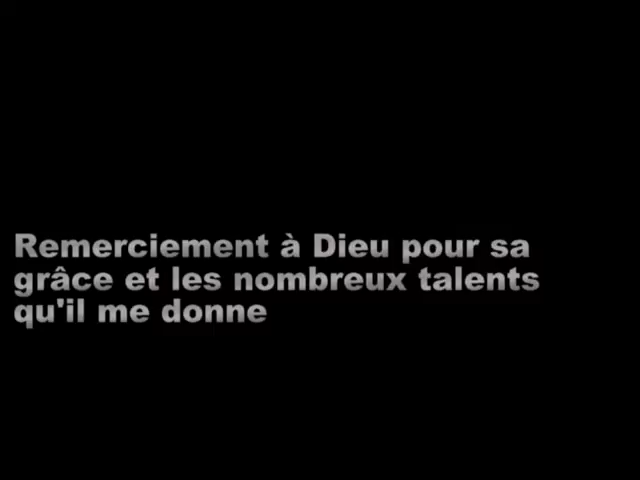 Remerciement à Dieu pour sa
grâce et les nombreux talents
qu'il me donne